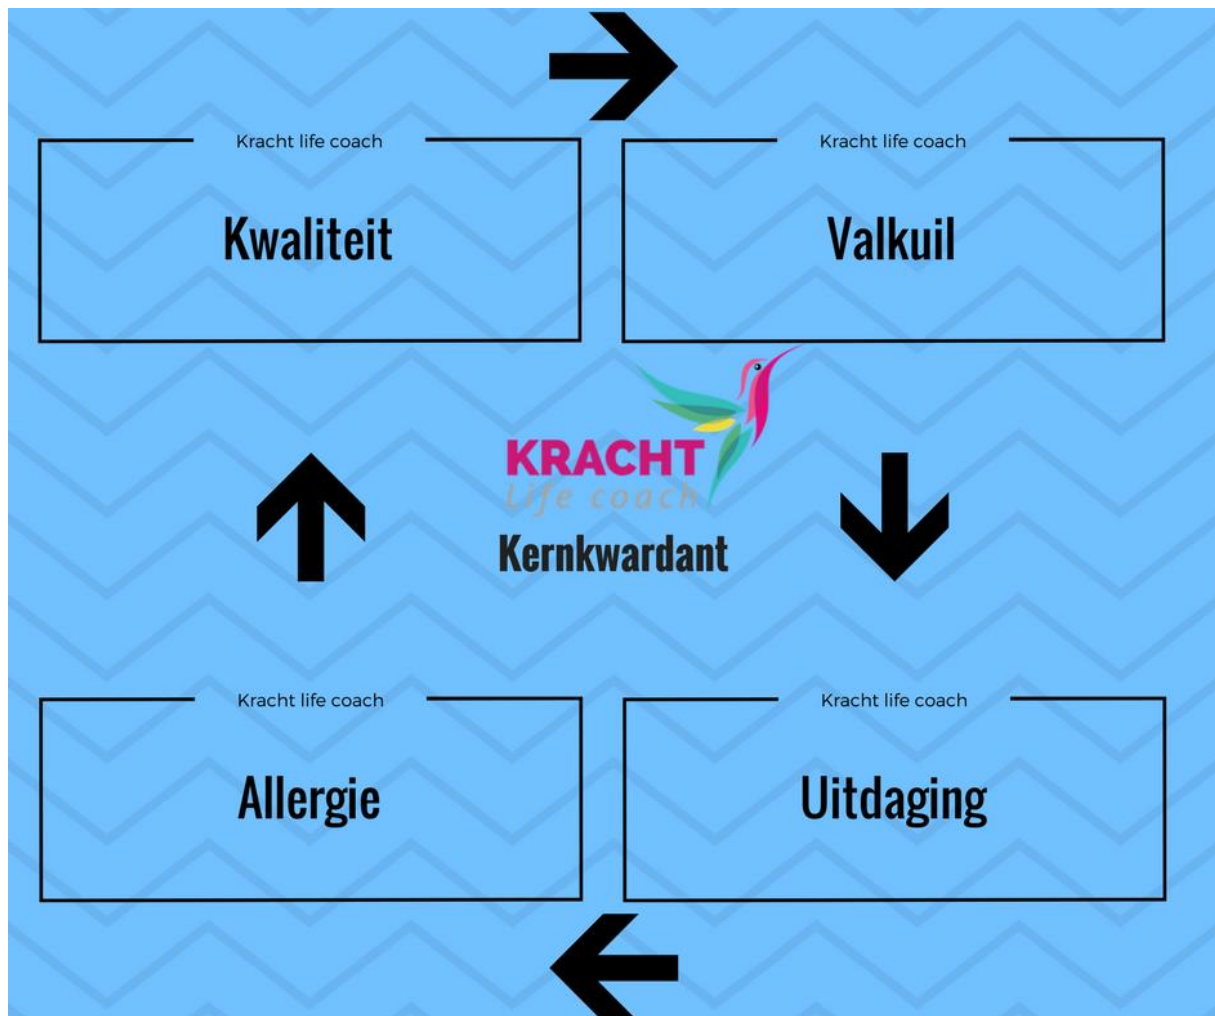 Kracht life coach
Kwaliteit
Kracht life coach
Valkuil
KRACHT
Life coach
Kernkwardant
Kracht life coach
Allergie
Kracht life coach
Uitdaging